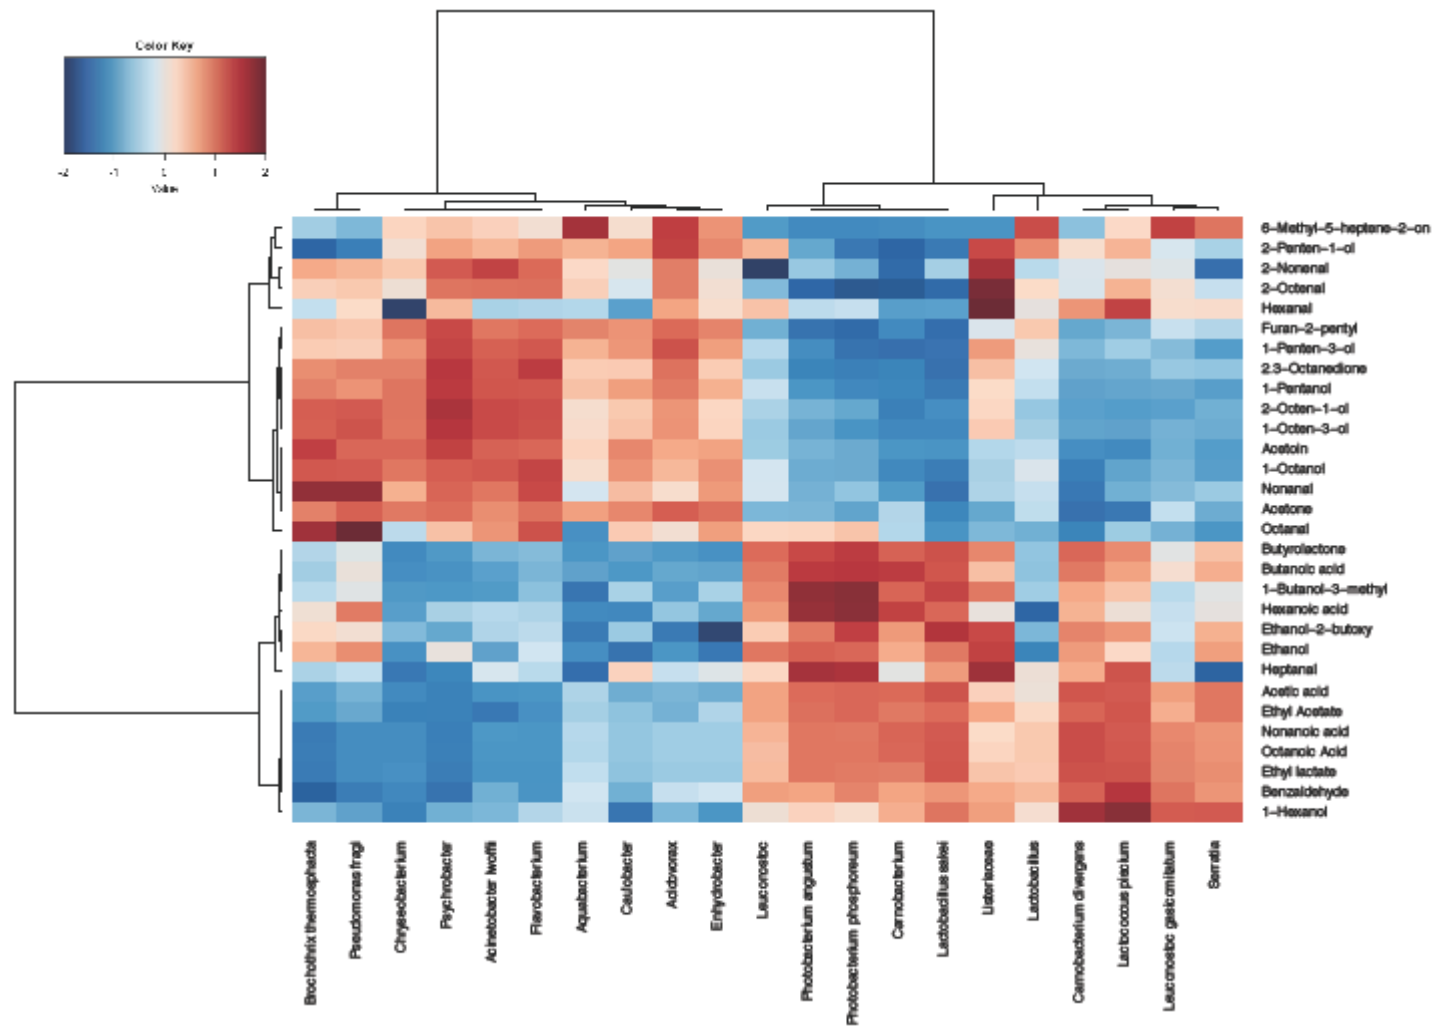 Color Key
-2 -1 0 1 2
Value
6-Methyl-5-heptene-2-on
2-Penten-1-ol
2-Nonenal
2-Octenal
Hexanal
Furan-2-pentyl
1-Penten-3-ol
2.3-Octanedione
1-Pentanol
2-Octen-1-ol
1-Octen-3-ol
Acetoin
1-Octanol
Nonanal
Acetone
Octanal
Butyrolactone
Butanoic acid
1-Butanol-3-methyl
Hexanoic acid
Ethanol-2-butoxy
Ethanol
Heptanal
Acetic acid
Ethyl Acetate
Nonanoic acid
Octanoic Acid
Ethyl lactate
Benzaldehyde
1-Hexanol
Brochothrix thermosphacta
Pseudomonas fragi
Chryseobacterium
Psychrobacter
Acinetobacter lwoffii
Flavobacterium
Aquabacterium
Caulobacter
Acidovorax
Enhydrobacter
Leuconostoc
Photobacterium angustum
Photobacterium phosphoreum
Carnobacterium
Lactobacillus sakei
Listeriaceae
Lactobacillus
Carnobacterium divergens
Lactococcus piscium
Leuconostoc gasicomitatum
Serratia